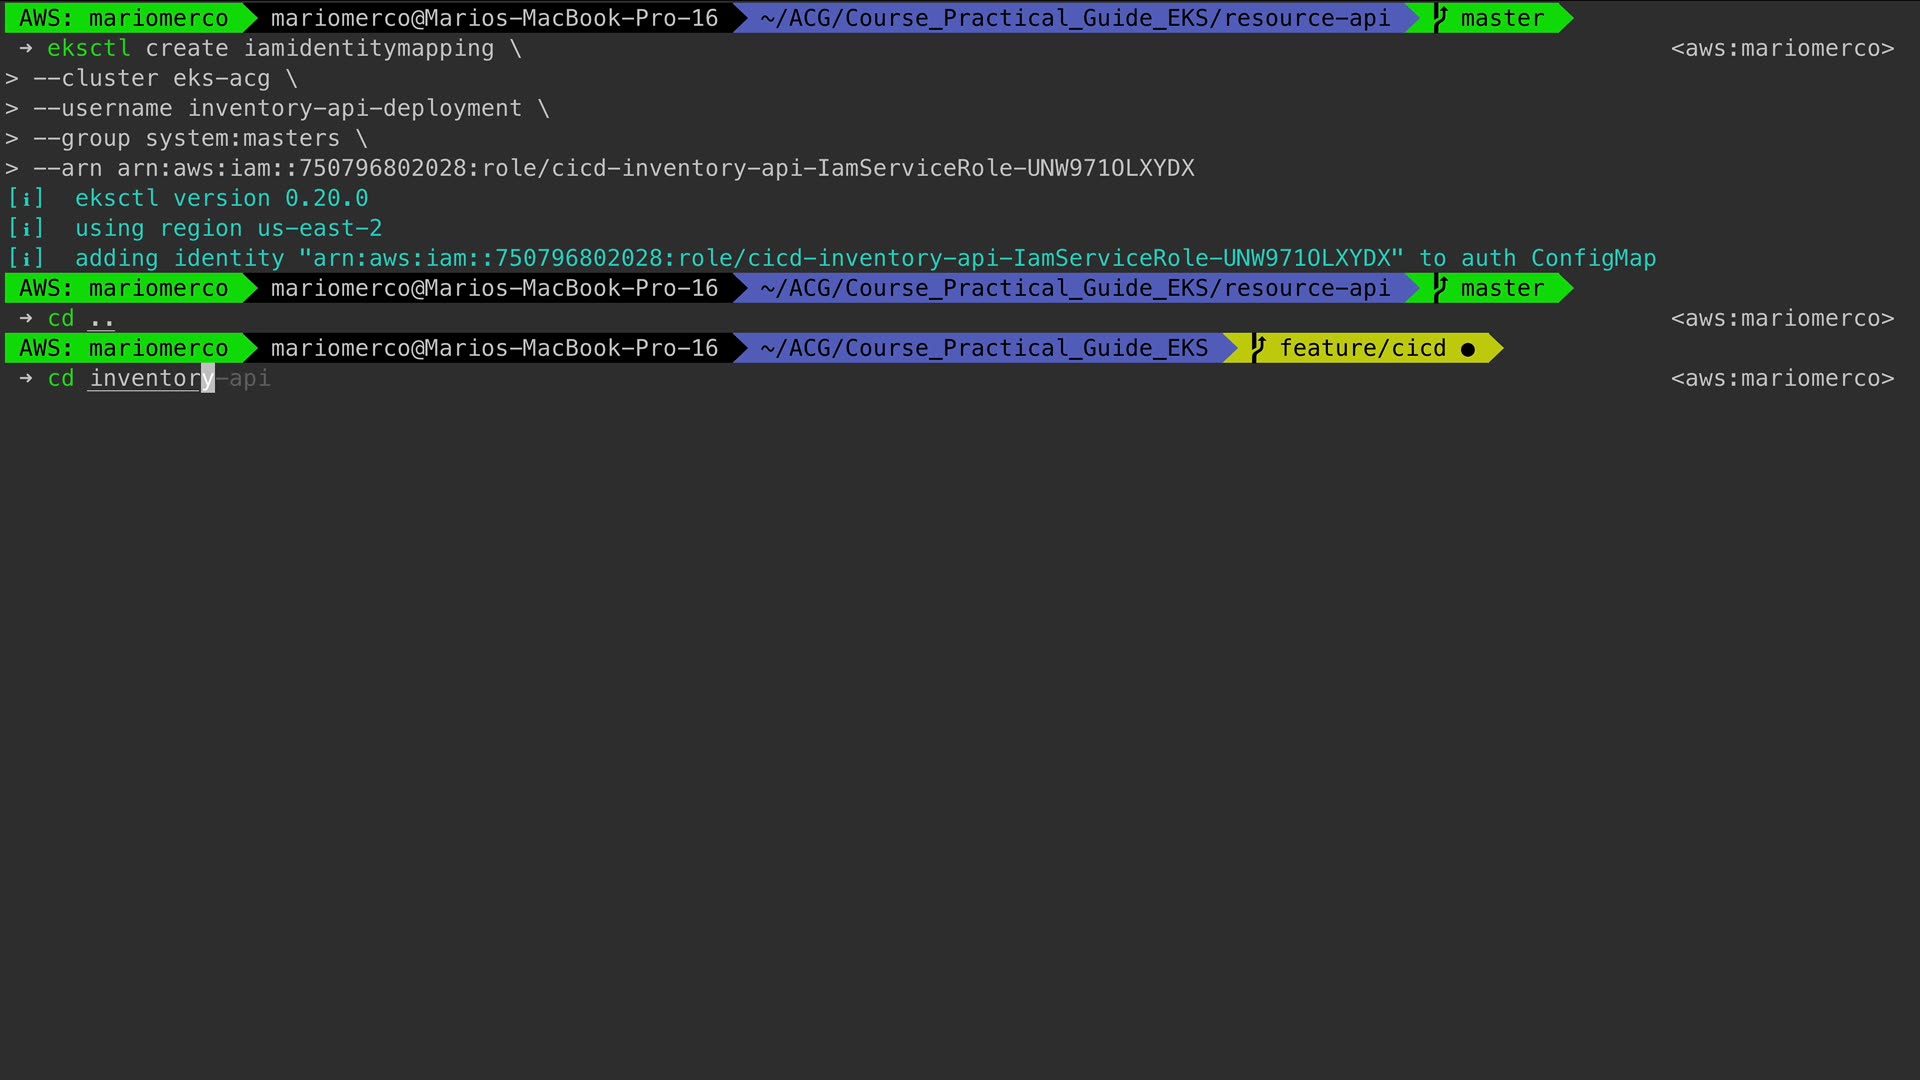 AWS: mariomerco mariomerco@Marios-MacBook-Pro-16 ~/ACG/Course_Practical_Guide_EKS/resource-api master
→ eksctl create iamidentitymapping \ <aws:mariomerco>
> --cluster eks-acg \
> --username inventory-api-deployment \
> --group system:masters \
> --arn arn:aws:iam::750796802028:role/cicd-inventory-api-IamServiceRole-UNW971OLXYDX
[i] eksctl version 0.20.0
[i] using region us-east-2
[i] adding identity "arn:aws:iam::750796802028:role/cicd-inventory-api-IamServiceRole-UNW971OLXYDX" to auth ConfigMap
AWS: mariomerco mariomerco@Marios-MacBook-Pro-16 ~/ACG/Course_Practical_Guide_EKS/resource-api master
→ cd .. <aws:mariomerco>
AWS: mariomerco mariomerco@Marios-MacBook-Pro-16 ~/ACG/Course_Practical_Guide_EKS feature/cicd ●
→ cd inventory-api <aws:mariomerco>